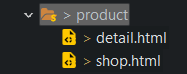 > product
> detail.html
> shop.html